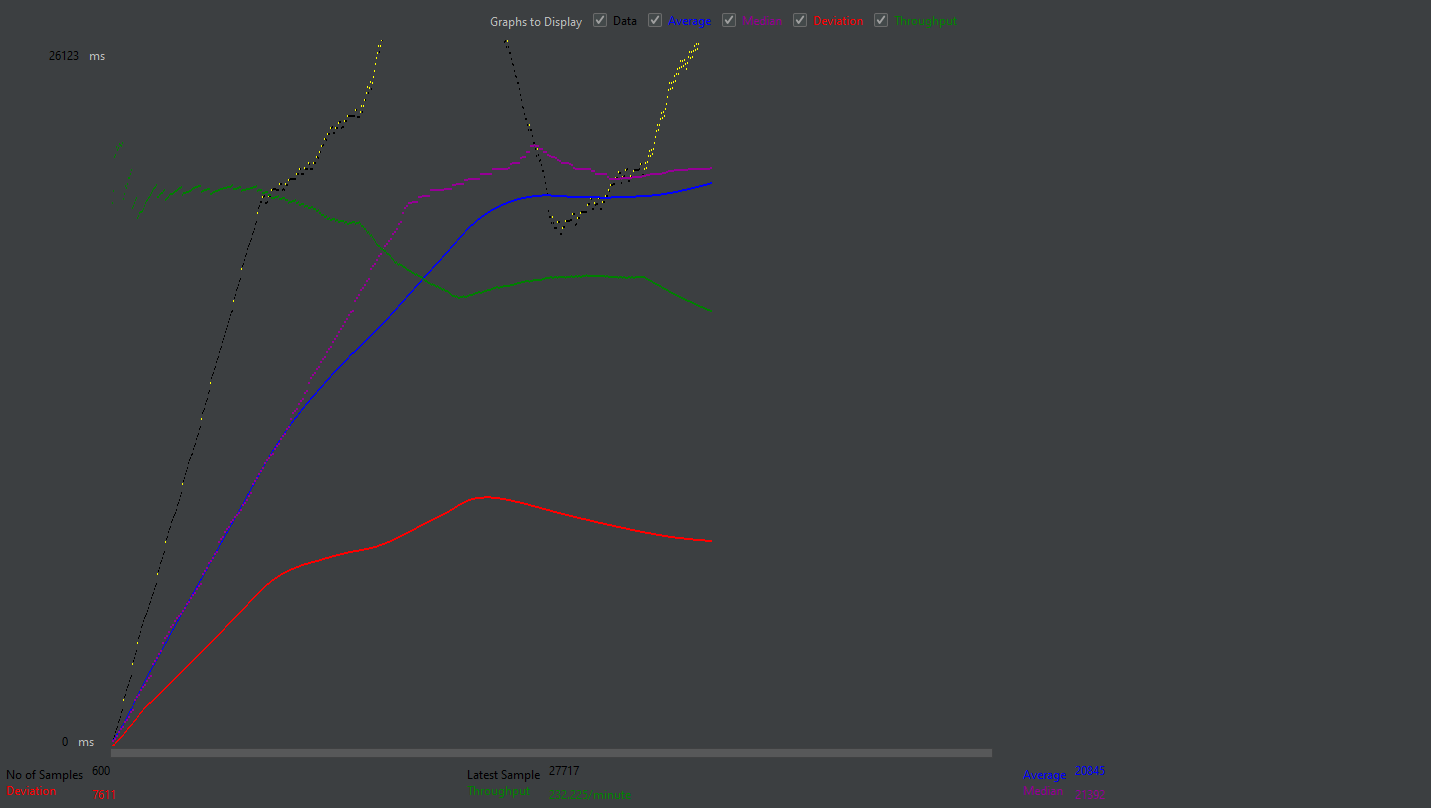 Graphs to Display Data Average Median Deviation Throughput
26123 ms
0 ms
No of Samples 600 Latest Sample 27717 Average 20845
Deviation 7611 Throughput Median